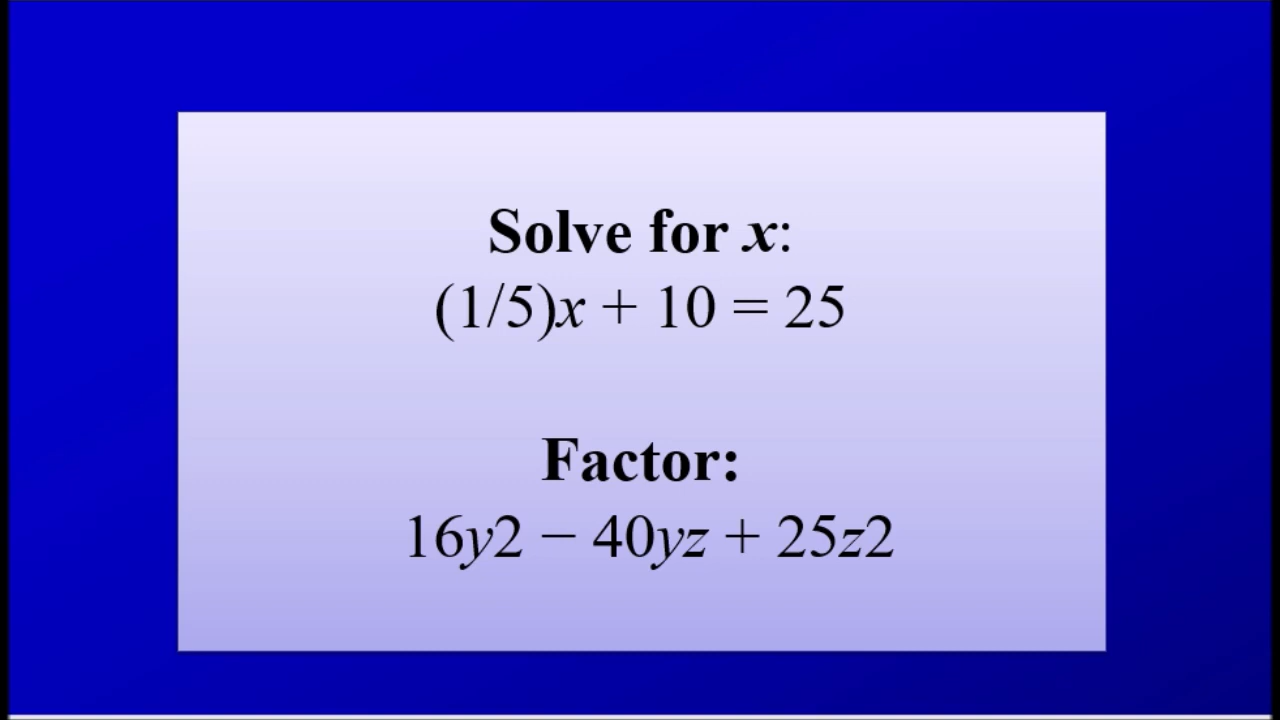 Solve for x:
(1/5)x + 10 = 25
Factor:
16y2 − 40yz + 25z2